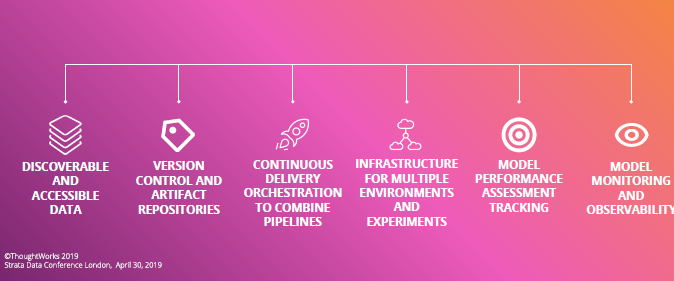 DISCOVERABLE
AND
ACCESSIBLE
DATA
VERSION
CONTROL AND
ARTIFACT
REPOSITORIES
CONTINUOUS
DELIVERY
ORCHESTRATION
TO COMBINE
PIPELINES
INFRASTRUCTURE
FOR MULTIPLE
ENVIRONMENTS
AND
EXPERIMENTS
MODEL
PERFORMANCE
ASSESSMENT
TRACKING
MODEL
MONITORING
AND
OBSERVABILITY
©ThoughtWorks 2019
Strata Data Conference London, April 30, 2019